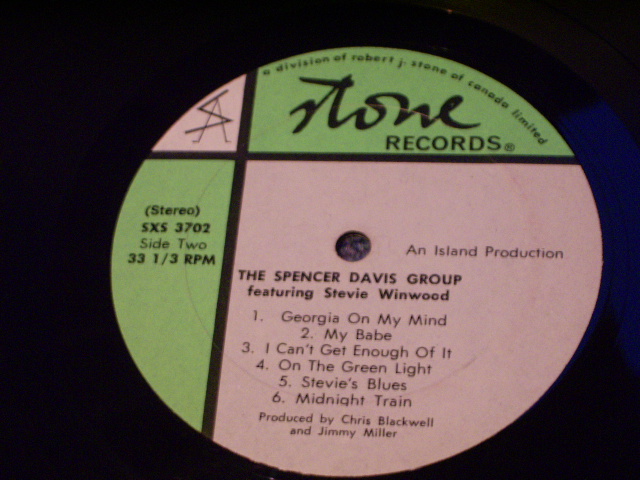 a division of robert j. stone of canada limited
stone
RECORDS®
(Stereo)
SXS 3702
Side Two
33 1/3 RPM
An Island Production
THE SPENCER DAVIS GROUP
featuring Stevie Winwood
1. Georgia On My Mind
2. My Babe
3. I Can't Get Enough Of It
4. On The Green Light
5. Stevie's Blues
6. Midnight Train
Produced by Chris Blackwell
and Jimmy Miller